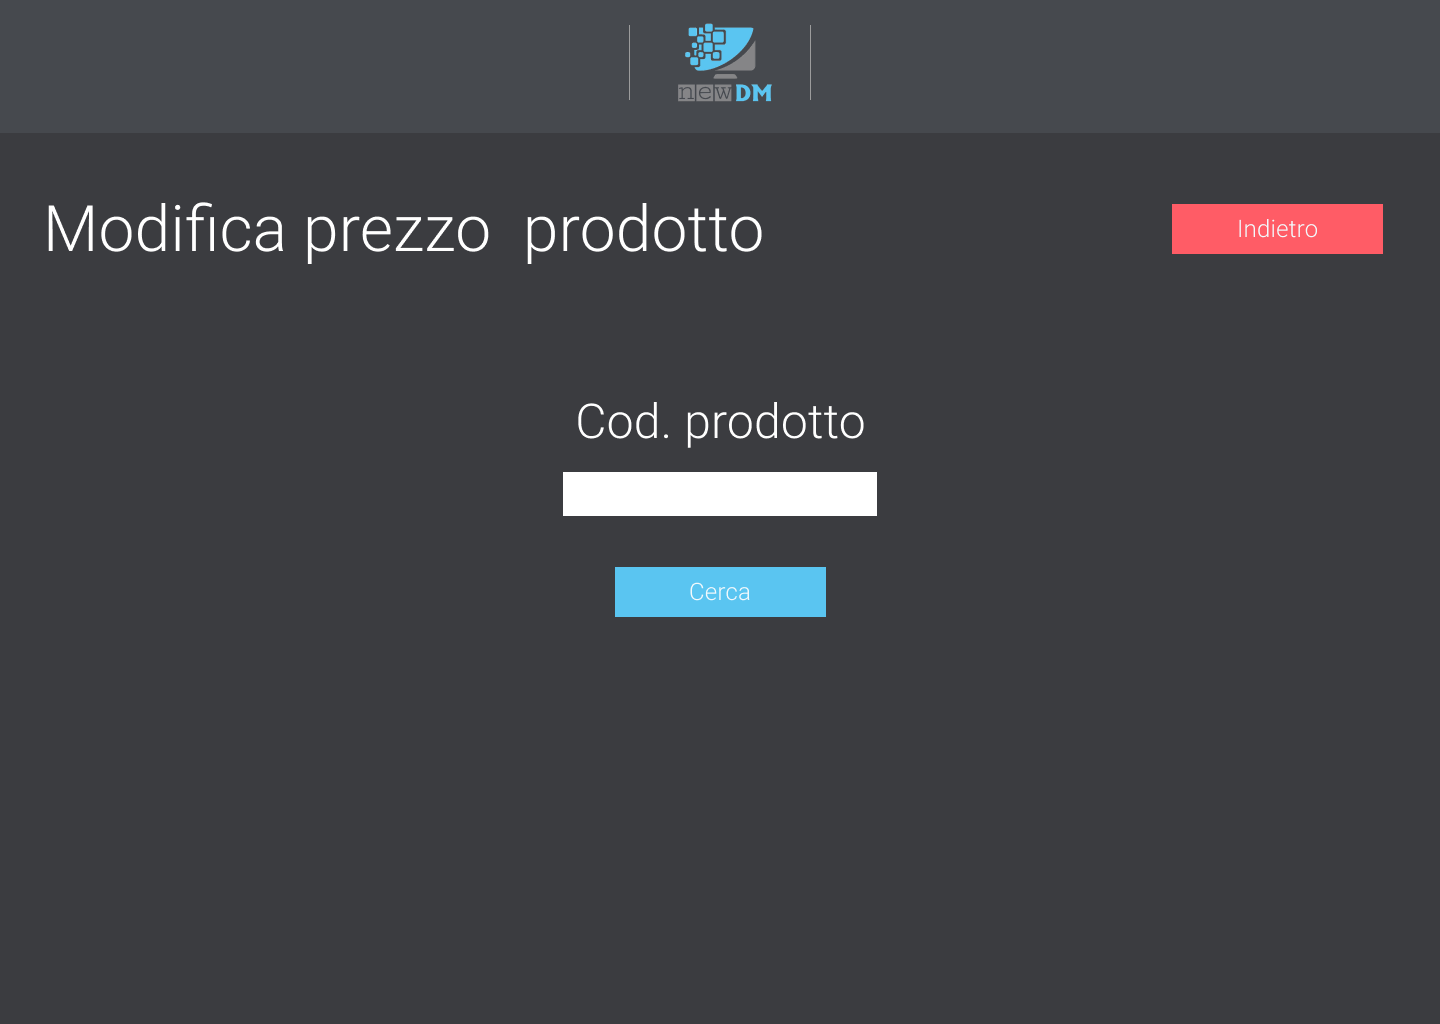 newDM
Modifica prezzo  prodotto
Indietro
Cod. prodotto
Cerca